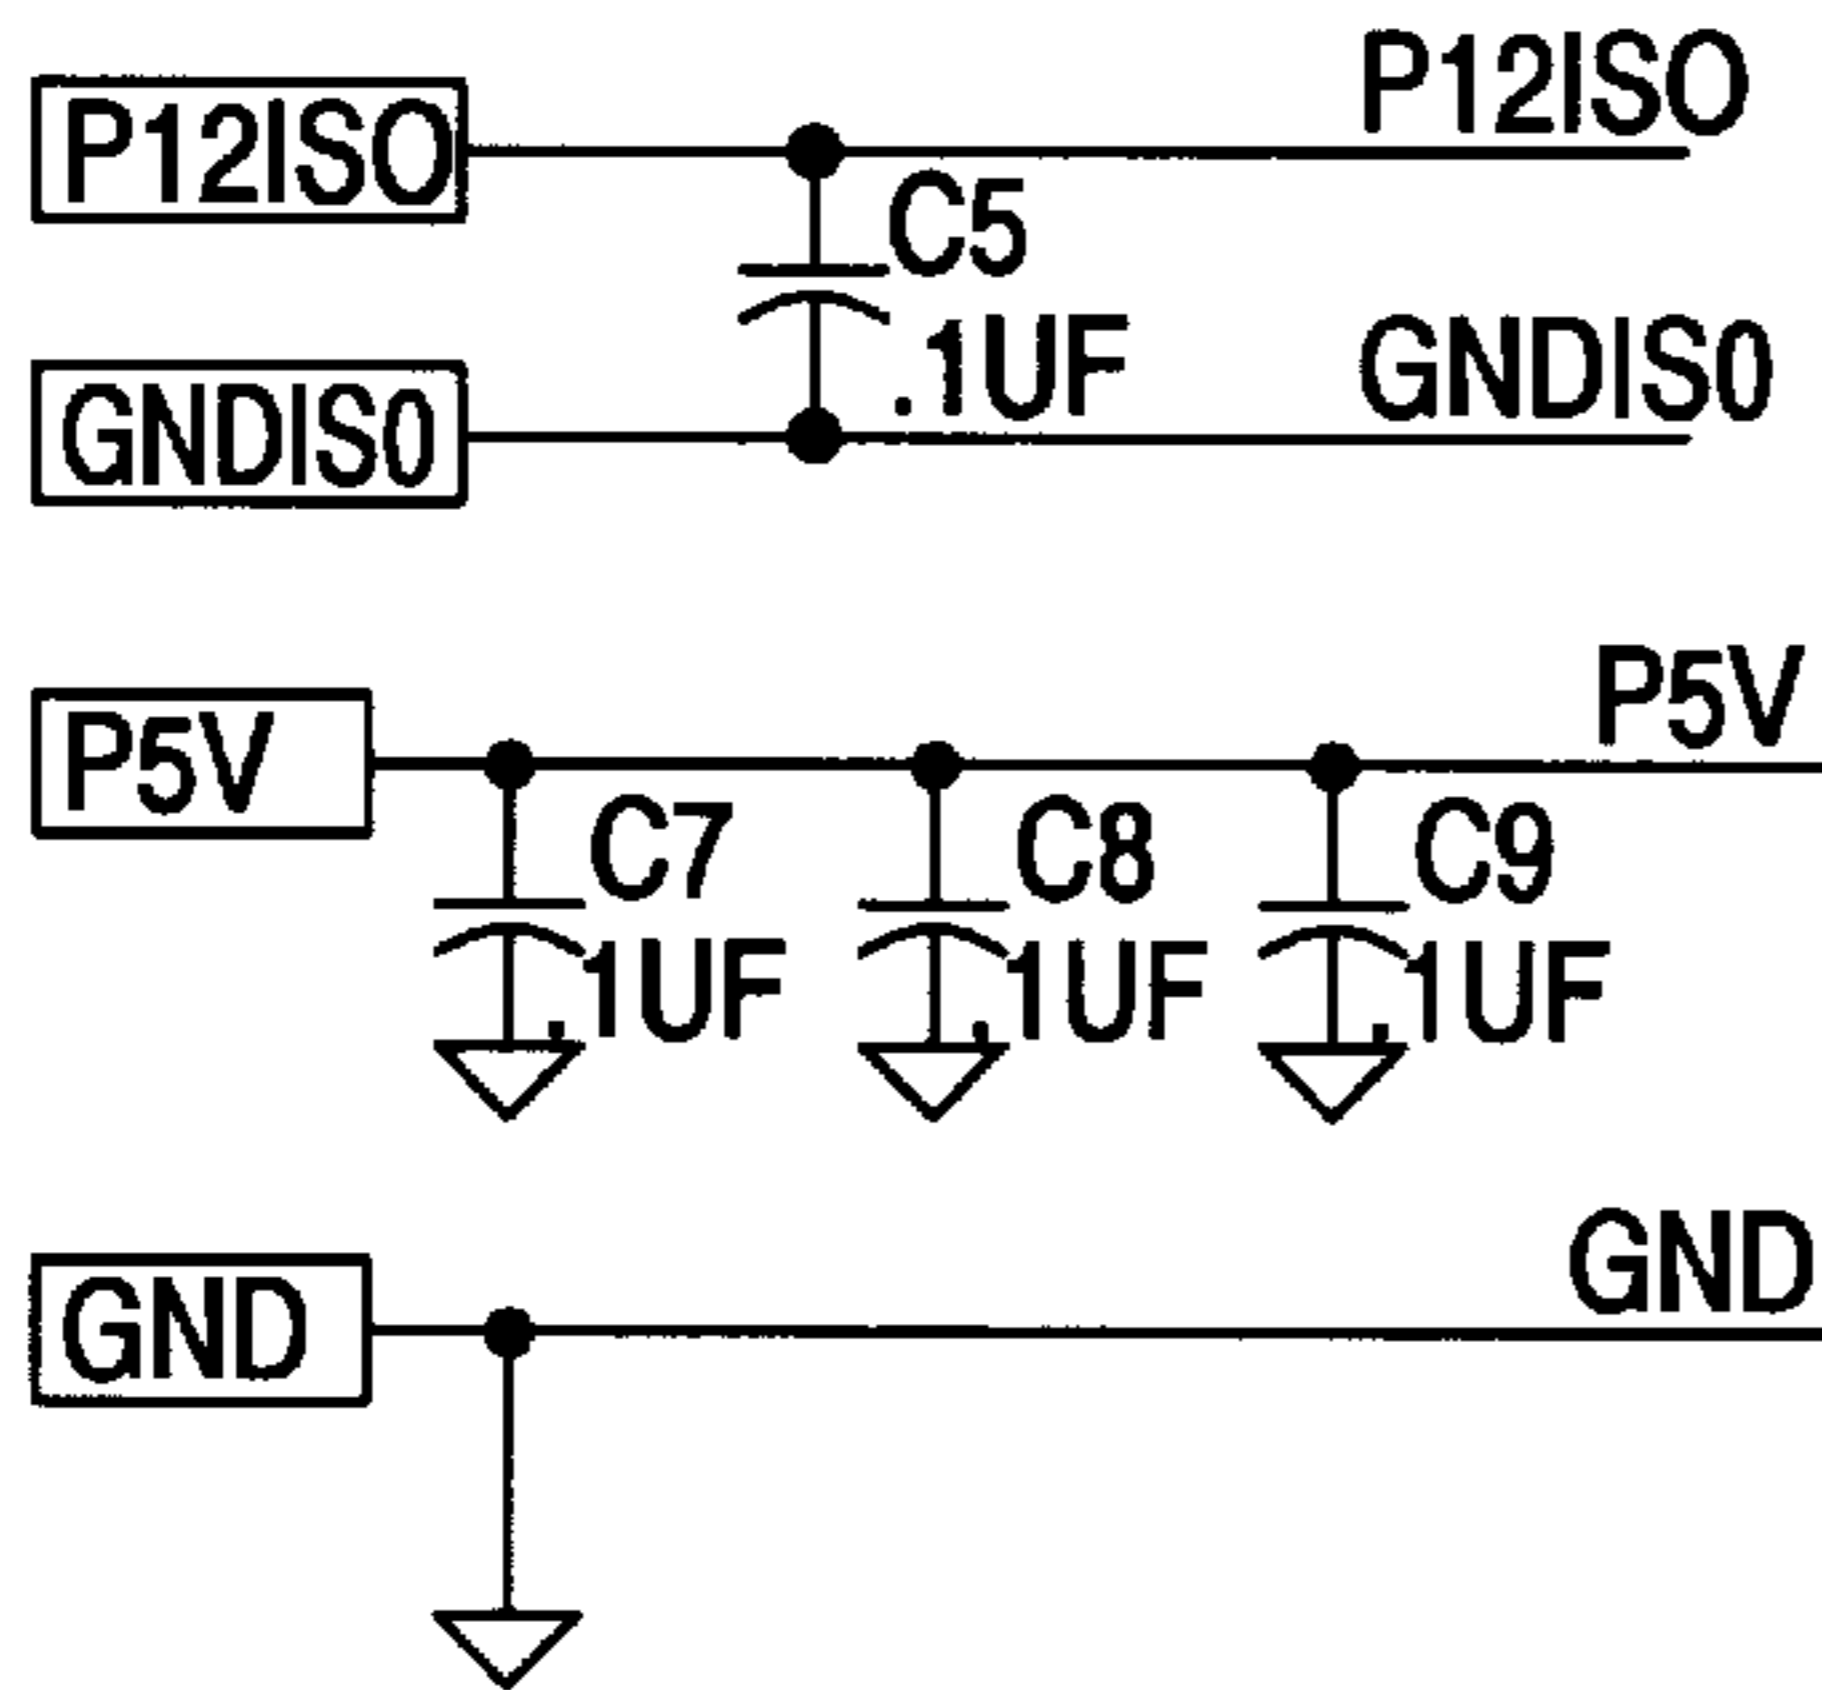 P12ISO
P12ISO
C5
.1UF
GNDIS0
GNDIS0
P5V
P5V
C7
C8
C9
.1UF
.1UF
.1UF
GND
GND